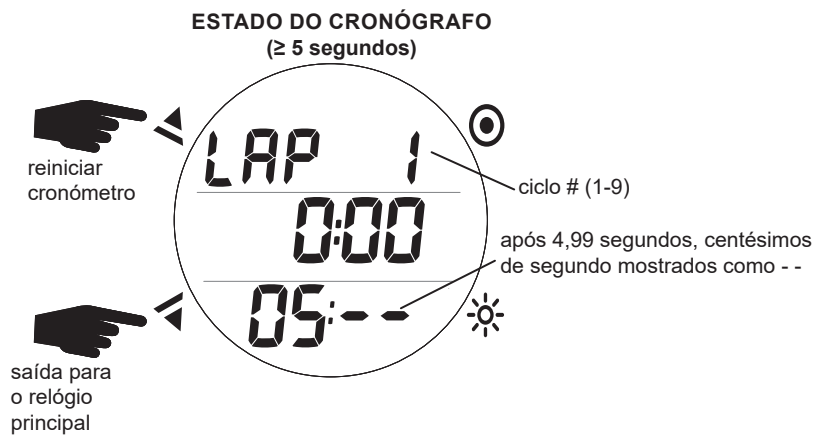 ESTADO DO CRONÓGRAFO
(≥ 5 segundos)
reiniciar
cronómetro
LAP 1
ciclo # (1-9)
0:00
após 4,99 segundos, centésimos
de segundo mostrados como - -
05:--
saída para
o relógio
principal